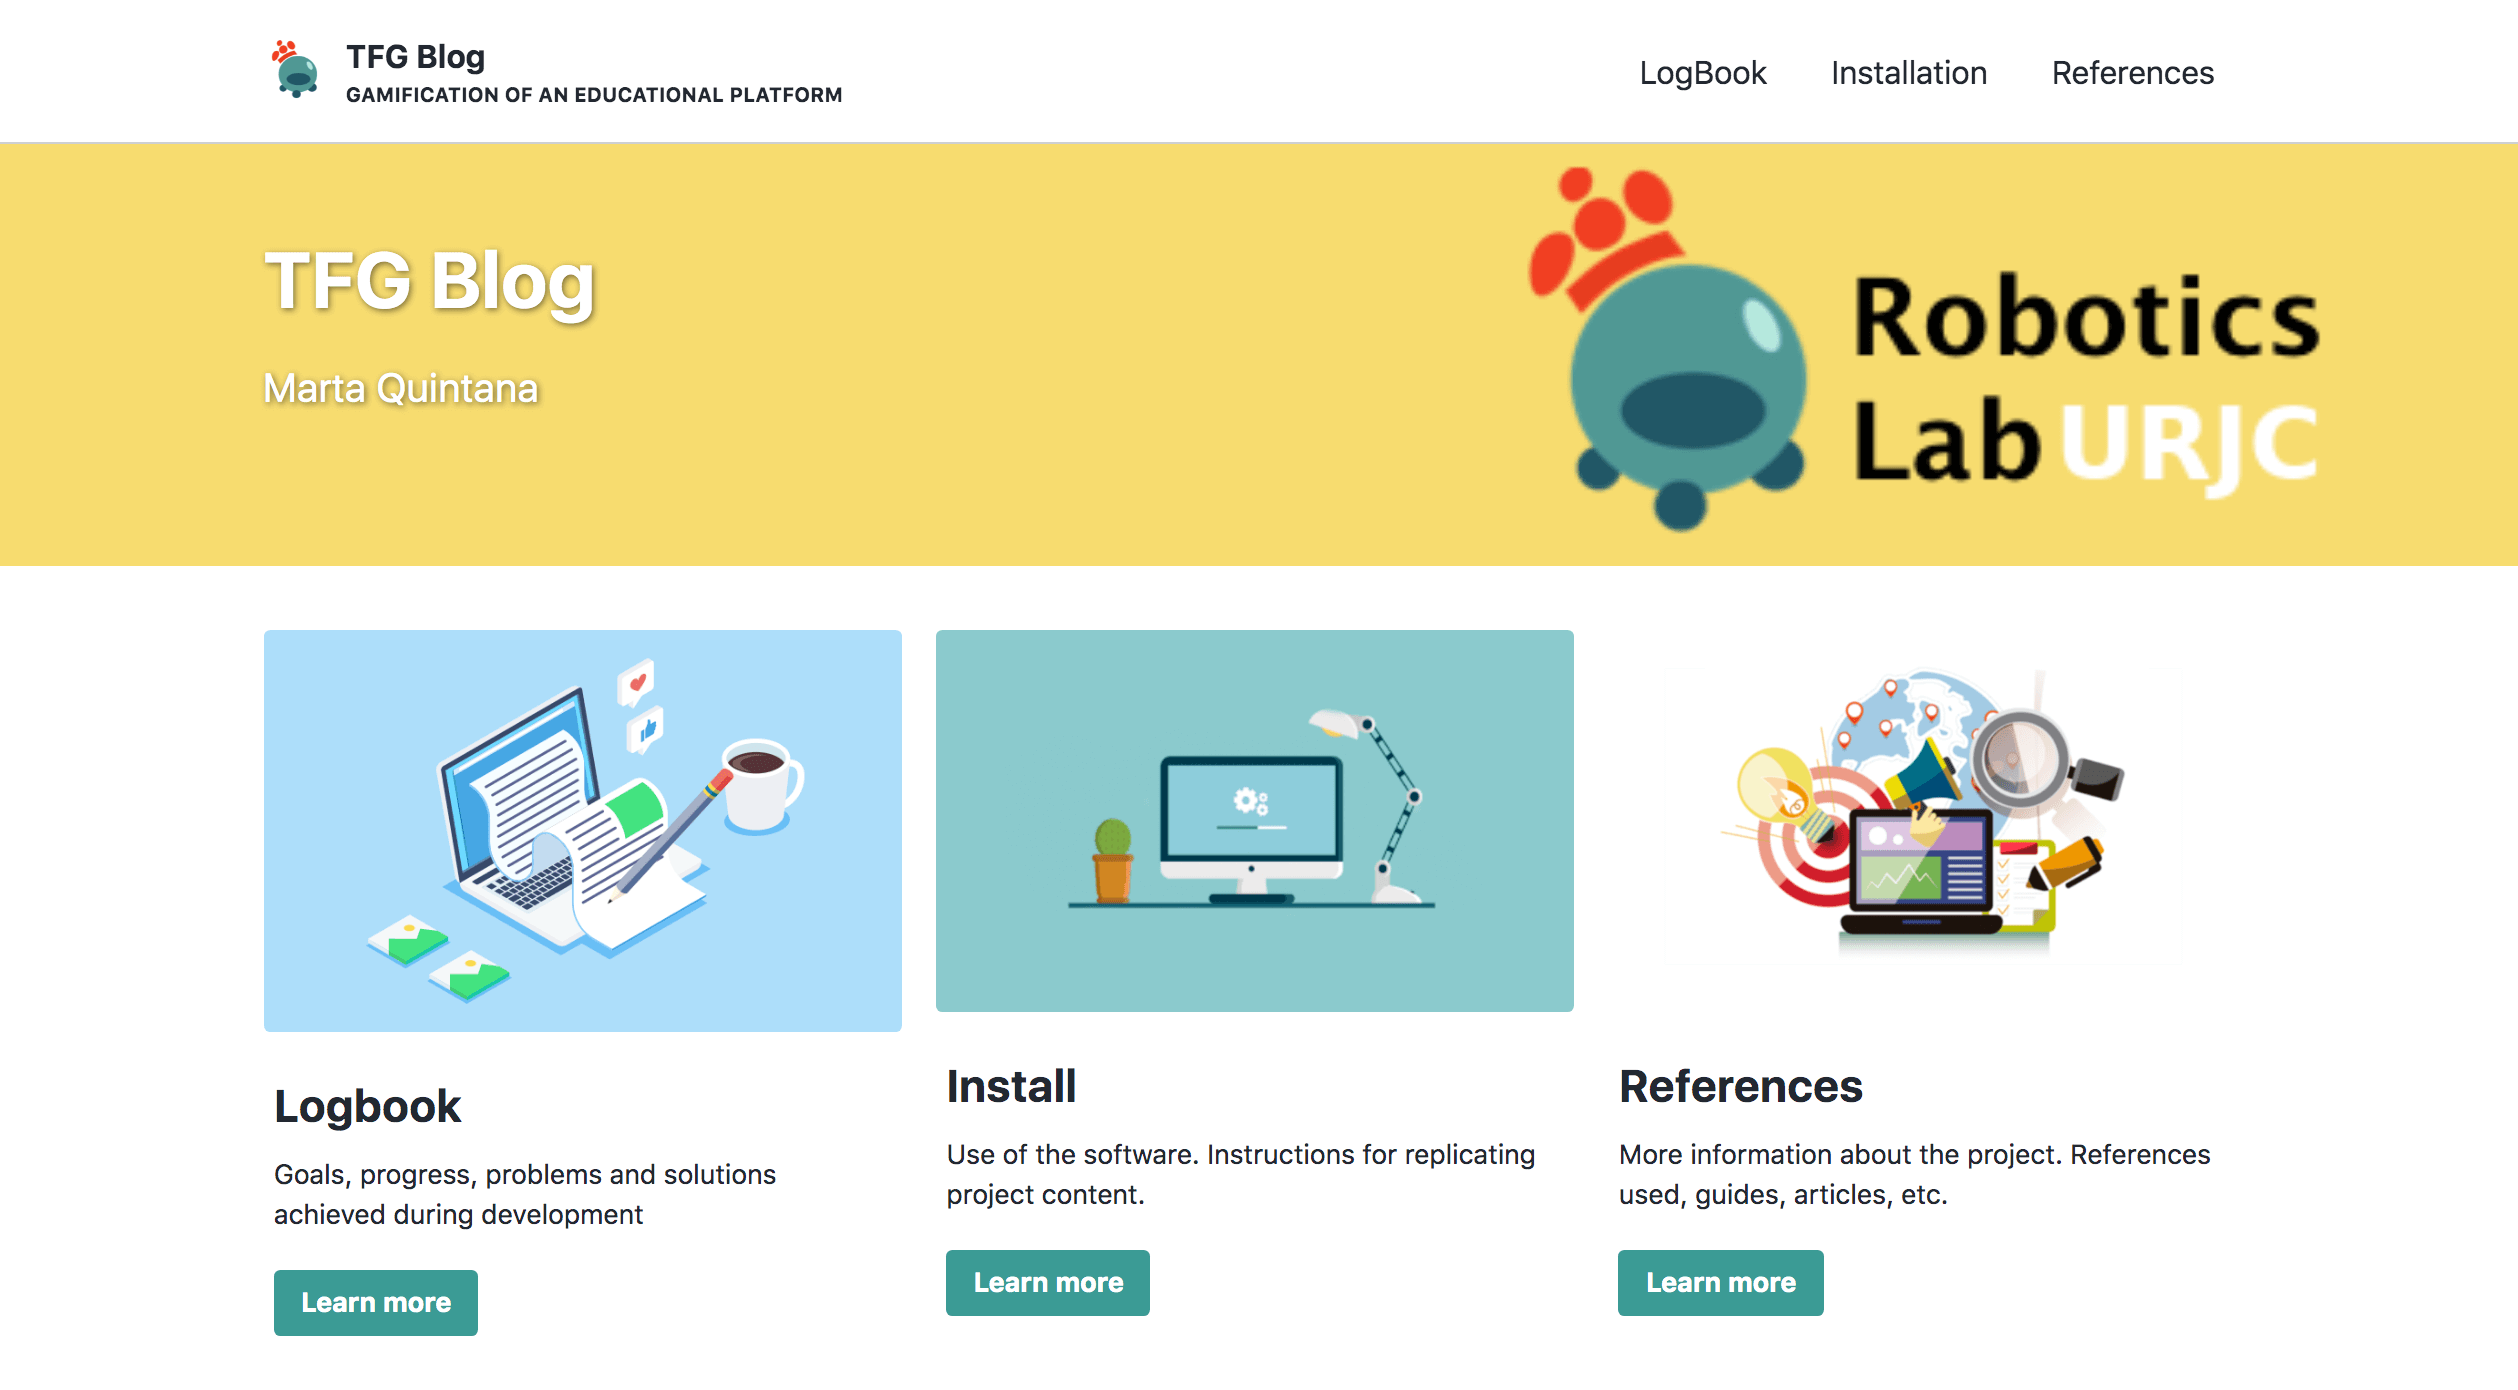 TFG Blog
GAMIFICATION OF AN EDUCATIONAL PLATFORM
LogBook
Installation
References
TFG Blog
Marta Quintana
Robotics
Lab URJC
Logbook
Goals, progress, problems and solutions
achieved during development
Learn more
Install
Use of the software. Instructions for replicating
project content.
Learn more
References
More information about the project. References
used, guides, articles, etc.
Learn more